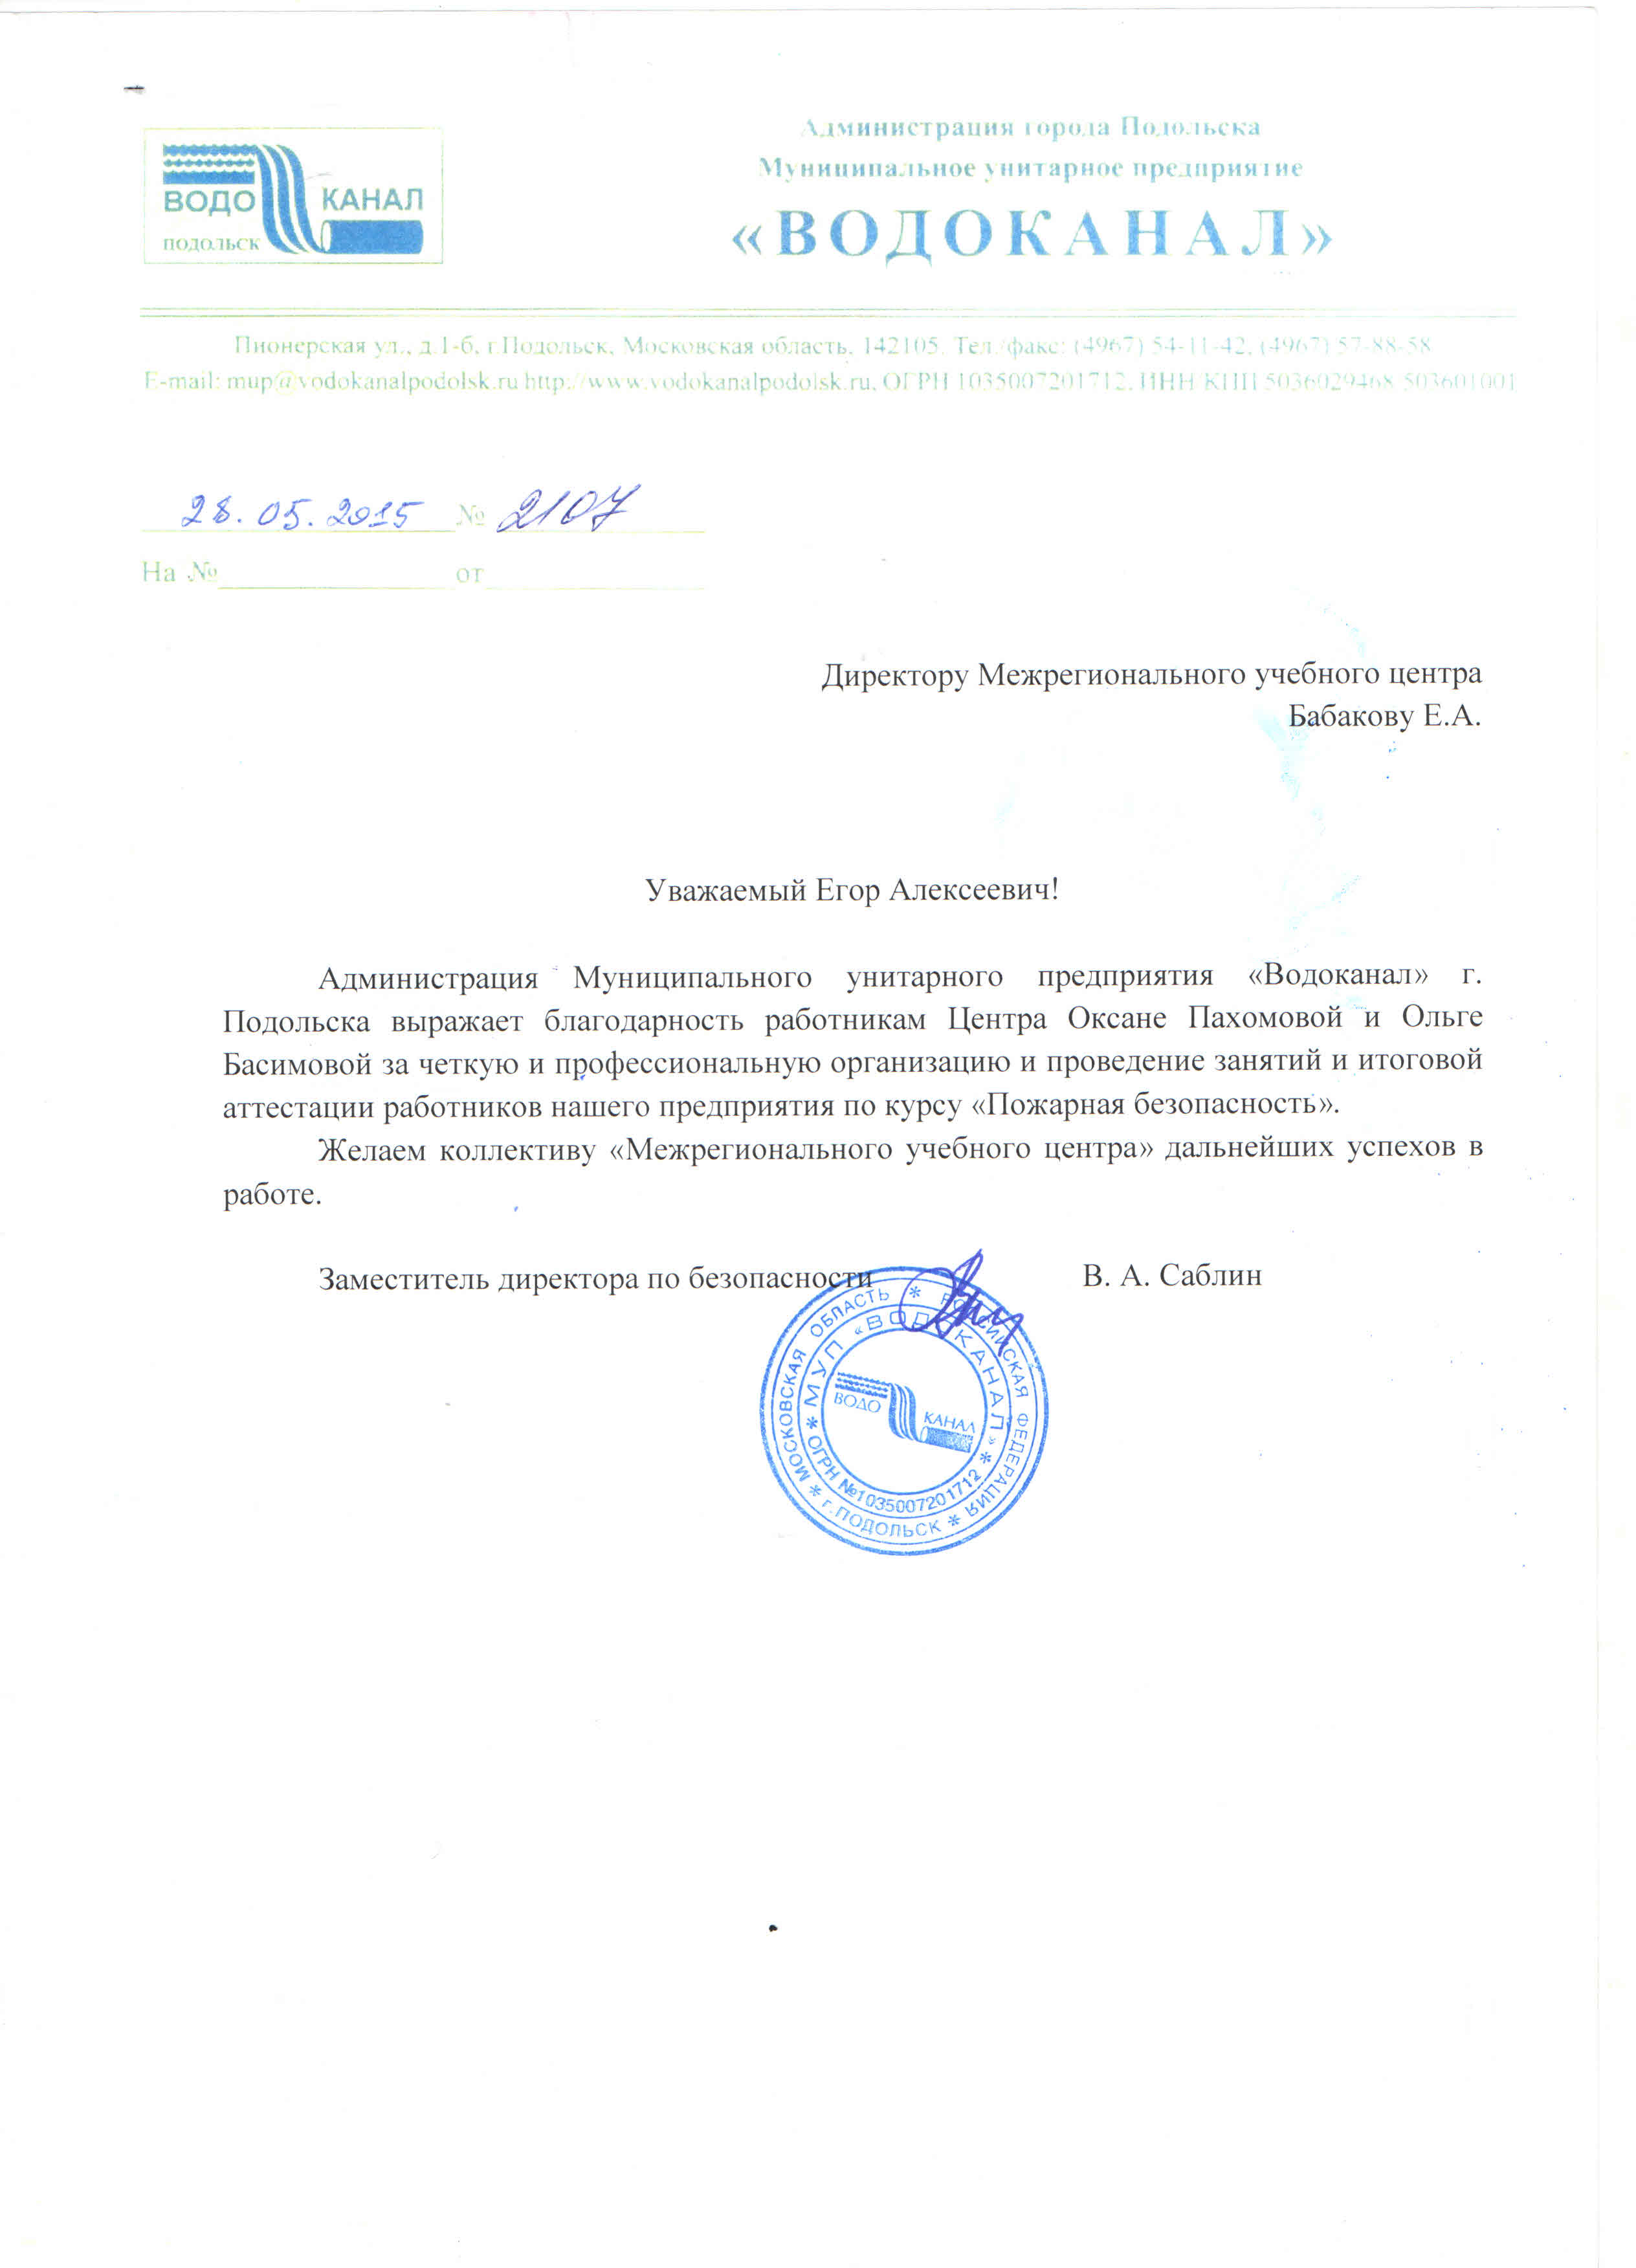 ВОДО КАНАЛ
ПОДОЛЬСК
Администрация города Подольска
Муниципальное унитарное предприятие
«ВОДОКАНАЛ»
Пионерская ул., д.1-б, г.Подольск, Московская область, 142105. Тел./факс: (4967) 54-11-42, (4967) 57-88-58
E-mail: mup@vodokanalpodolsk.ru http://www.vodokanalpodolsk.ru, ОГРН 1035007201712, ИНН/КПП 5036029468/503601001
28.05.2015 № 2107
На № от
Директору Межрегионального учебного центра
Бабакову Е.А.
Уважаемый Егор Алексеевич!
Администрация Муниципального унитарного предприятия «Водоканал» г.
Подольска выражает благодарность работникам Центра Оксане Пахомовой и Ольге
Басимовой за четкую и профессиональную организацию и проведение занятий и итоговой
аттестации работников нашего предприятия по курсу «Пожарная безопасность».
Желаем коллективу «Межрегионального учебного центра» дальнейших успехов в
работе.
Заместитель директора по безопасности В. А. Саблин
МОСКОВСКАЯ ОБЛАСТЬ * РОССИЙСКАЯ ФЕДЕРАЦИЯ * г.ПОДОЛЬСК *
* МУП «ВОДОКАНАЛ» * ОГРН №1035007201712
ВОДО КАНАЛ